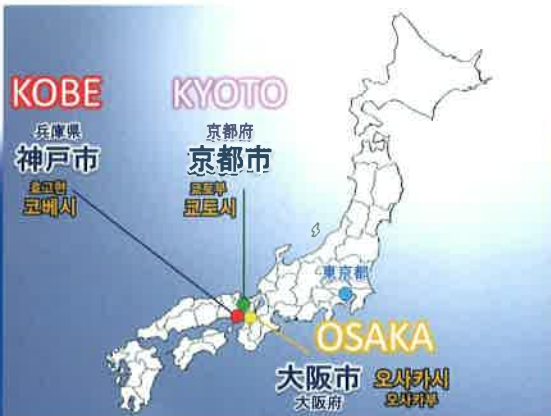 KOBE
兵庫県
神戸市
효고현
코베시
KYOTO
京都府
京都市
교토부
교토시
東京都
OSAKA
大阪市 오사카시
大阪府 오사카부